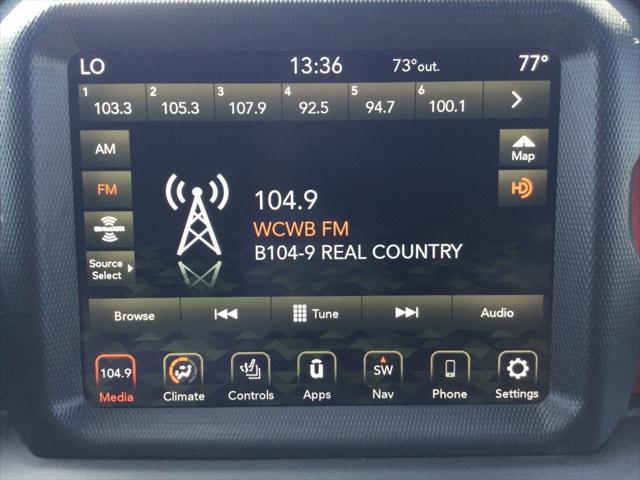 LO 13:36 73°out. 77°
1 103.3 2 105.3 3 107.9 4 92.5 5 94.7 6 100.1
AM
Map
FM
HD
104.9
WCWB FM
B104-9 REAL COUNTRY
SiriusXM
Source
Select
Browse Tune Audio
104.9 SW
Media Climate Controls Apps Nav Phone Settings